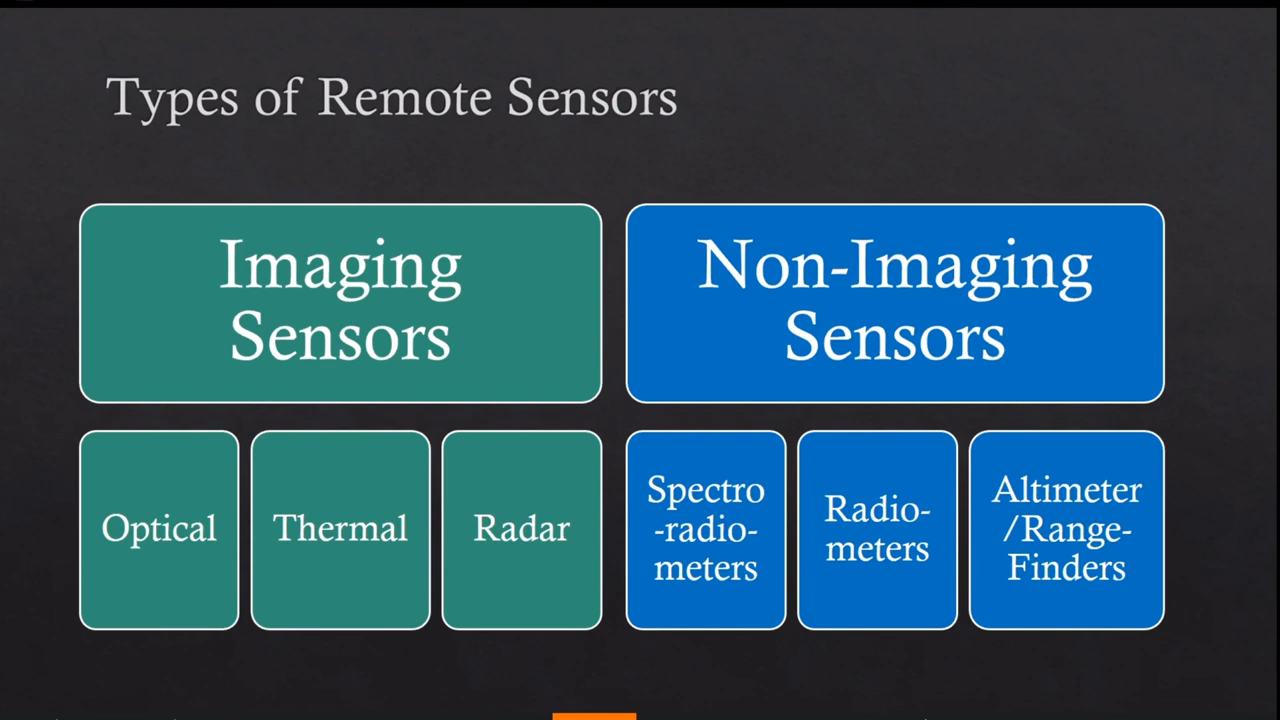 Types of Remote Sensors
Imaging
Sensors
Non-Imaging
Sensors
Optical
Thermal
Radar
Spectro
-radio-
meters
Radio-
meters
Altimeter
/Range-
Finders